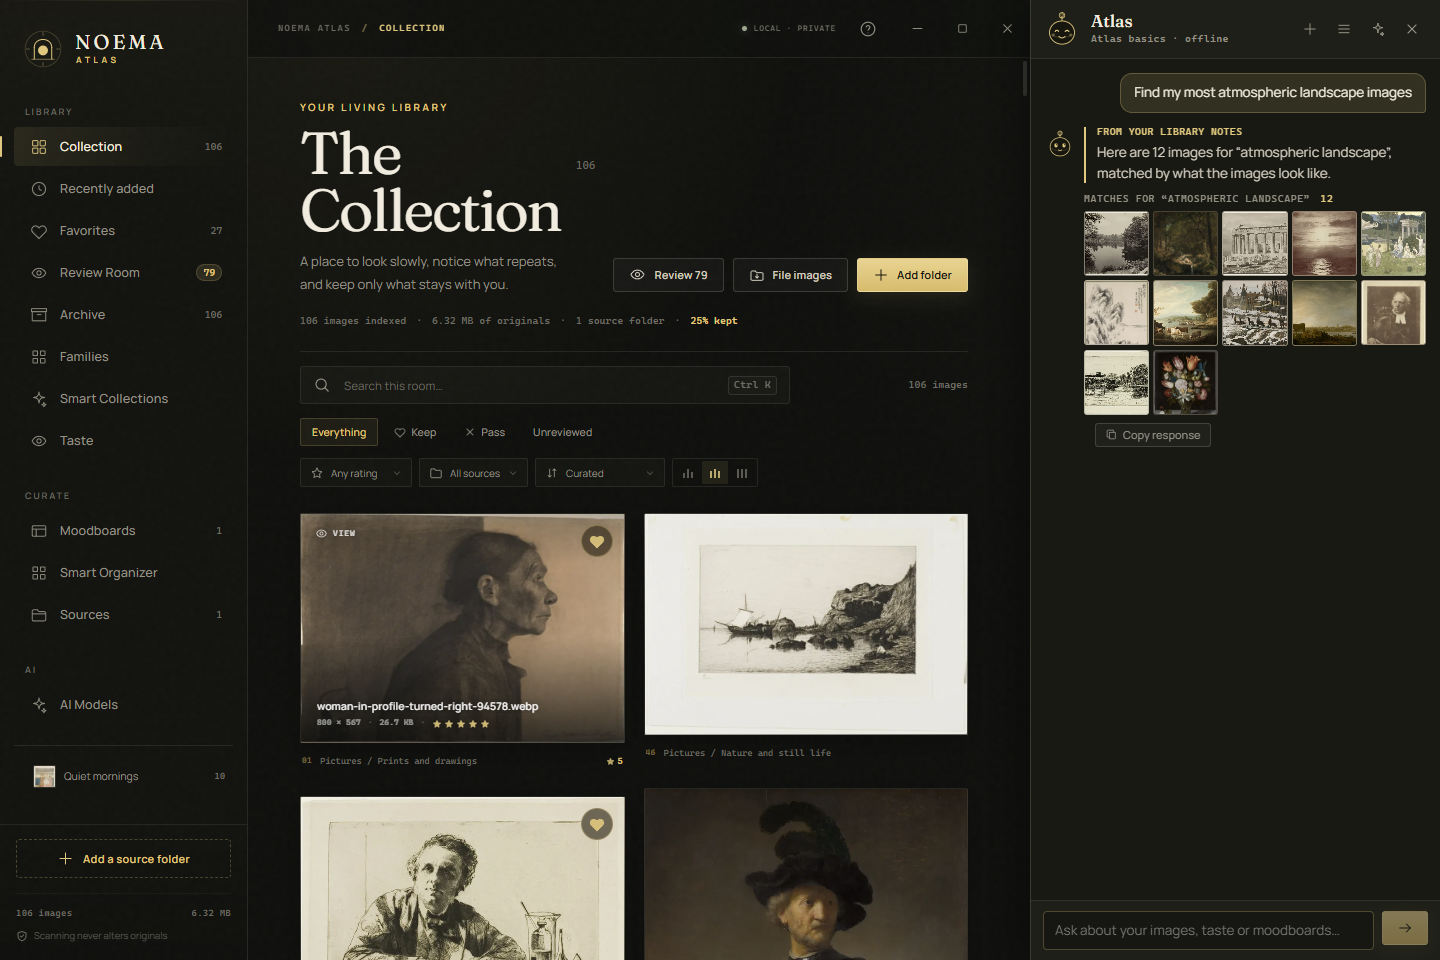 NOEMA
ATLAS
LIBRARY
Collection 106
Recently added
Favorites 27
Review Room 79
Archive 106
Families
Smart Collections
Taste
CURATE
Moodboards 1
Smart Organizer
Sources 1
AI
AI Models
Quiet mornings 10
Add a source folder
106 images 6.32 MB
Scanning never alters originals
NOEMA ATLAS / COLLECTION
LOCAL · PRIVATE
YOUR LIVING LIBRARY
The
Collection
106
A place to look slowly, notice what repeats,
and keep only what stays with you.
Review 79
File images
Add folder
106 images indexed · 6.32 MB of originals · 1 source folder · 25% kept
Search this room...
Ctrl K
106 images
Everything
Keep
Pass
Unreviewed
Any rating
All sources
Curated
VIEW
woman-in-profile-turned-right-94578.webp
800 × 567 · 26.7 KB ·
01 Pictures / Prints and drawings
5
46 Pictures / Nature and still life
Atlas
Atlas basics · offline
Find my most atmospheric landscape images
FROM YOUR LIBRARY NOTES
Here are 12 images for “atmospheric landscape”,
matched by what the images look like.
MATCHES FOR “ATMOSPHERIC LANDSCAPE” 12
Copy response
Ask about your images, taste or moodboards...